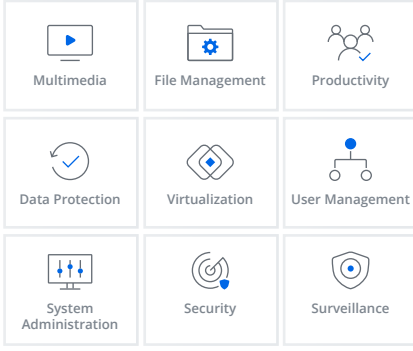 Multimedia
File Management
Productivity
Data Protection
Virtualization
User Management
System
Administration
Security
Surveillance